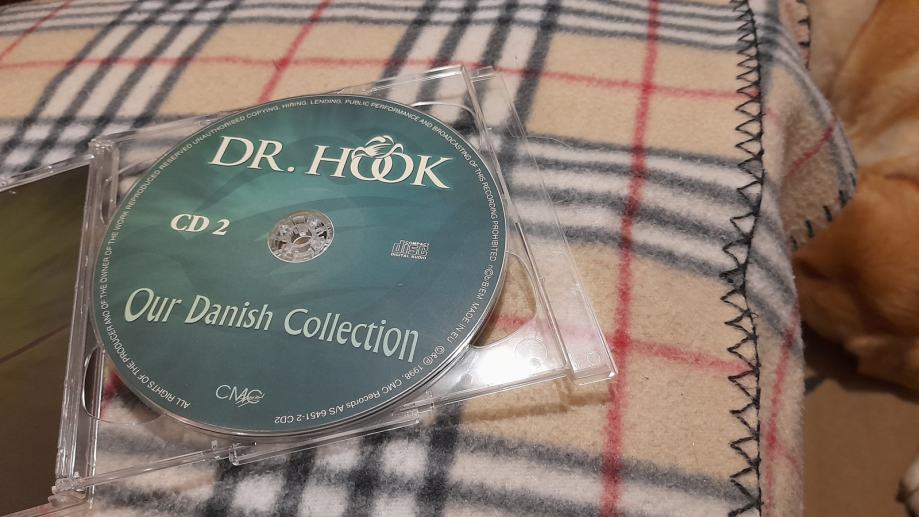 DR. HOOK
CD 2
COMPACT
disc
DIGITAL AUDIO
Our Danish Collection
CMC
ALL RIGHTS OF THE PRODUCER AND OF THE OWNER OF THE WORK REPRODUCED RESERVED UNAUTHORISED COPYING, HIRING, LENDING, PUBLIC PERFORMANCE AND BROADCASTING OF THIS RECORDING PROHIBITED n©b/BIEM MADE IN EU
℗&© 1998, CMC Records A/S 6451-2 CD2